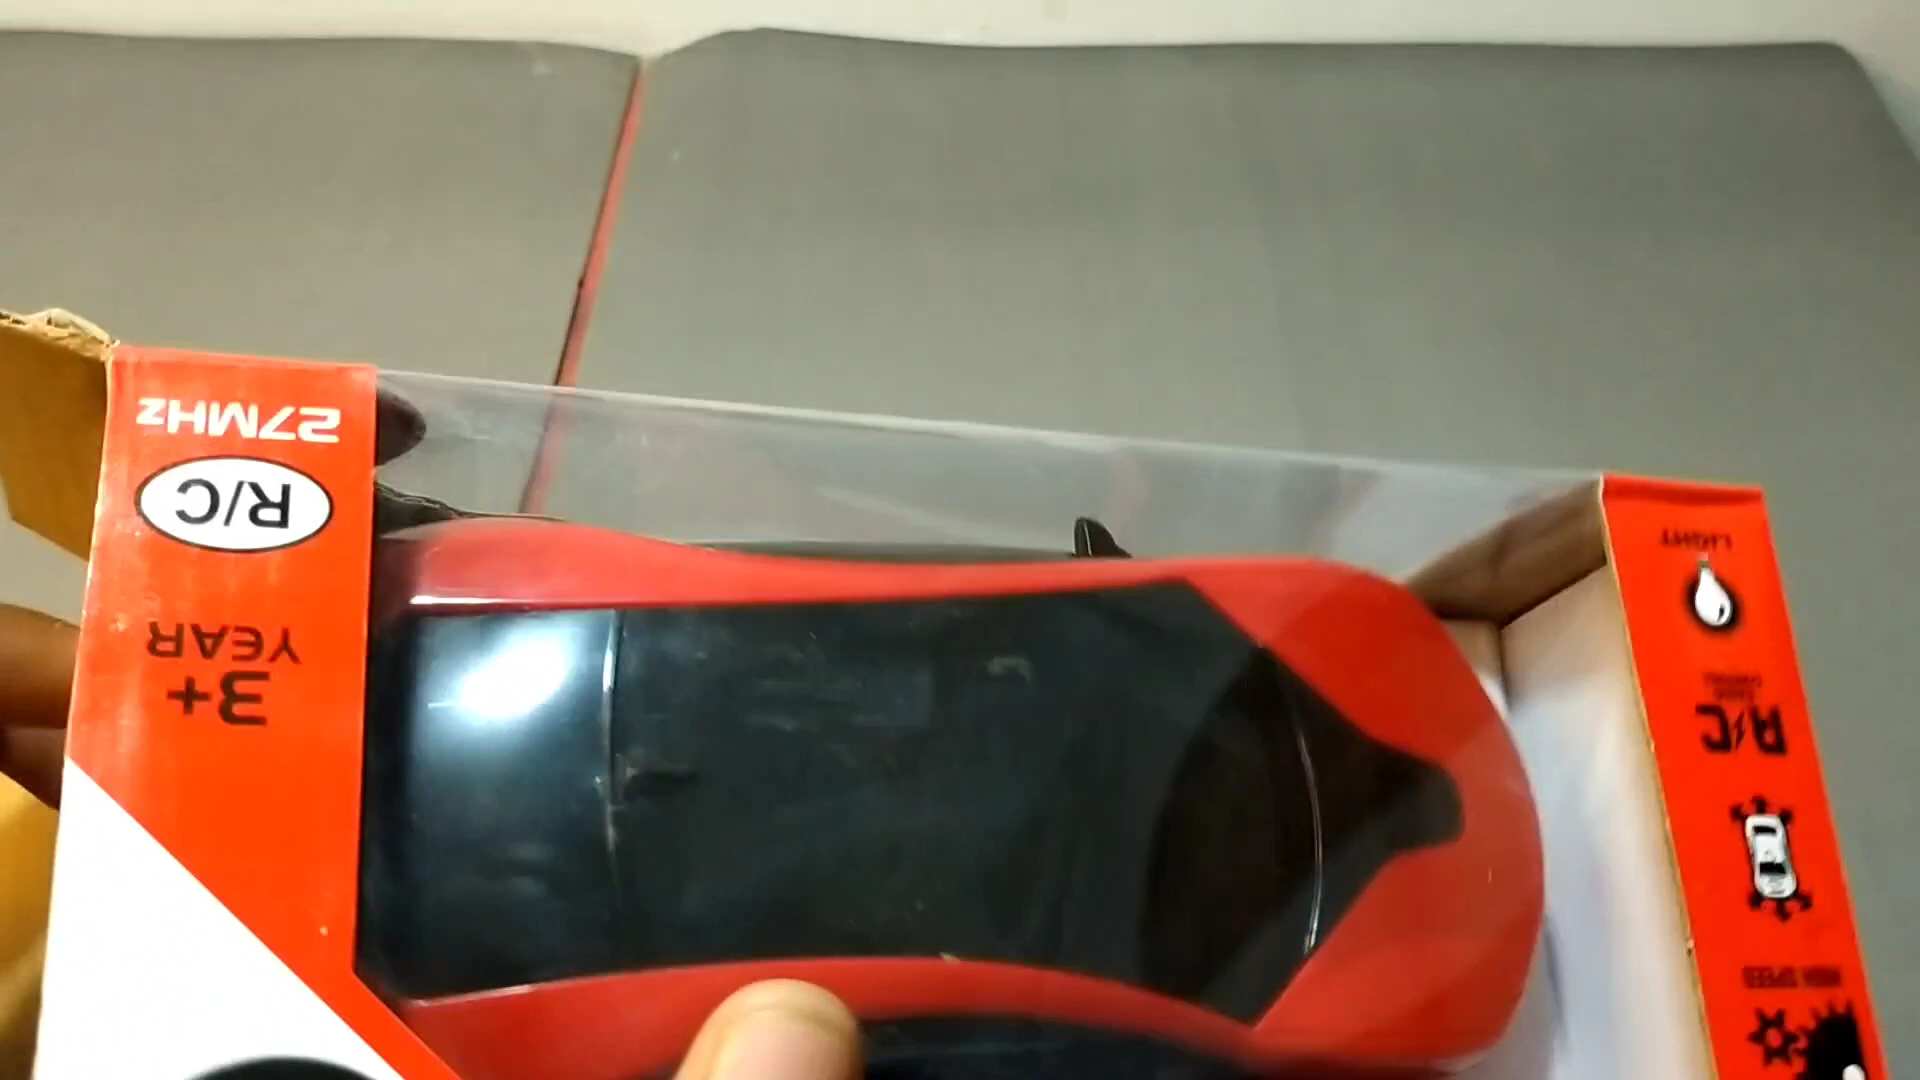 27MHz
R/C
3+
YEAR
LIGHT
R/C
HIGH SPEED